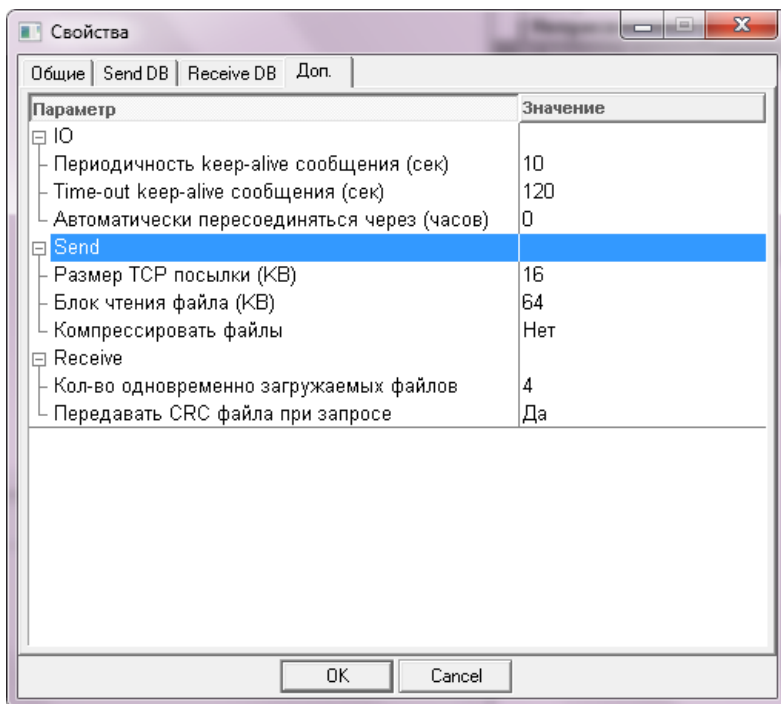 Свойства
Общие Send DB Receive DB Доп.
Параметр Значение
IO
Периодичность keep-alive сообщения (сек) 10
Time-out keep-alive сообщения (сек) 120
Автоматически пересоединяться через (часов) 0
Send
Размер TCP посылки (KB) 16
Блок чтения файла (KB) 64
Компрессировать файлы Нет
Receive
Кол-во одновременно загружаемых файлов 4
Передавать CRC файла при запросе Да
OK Cancel